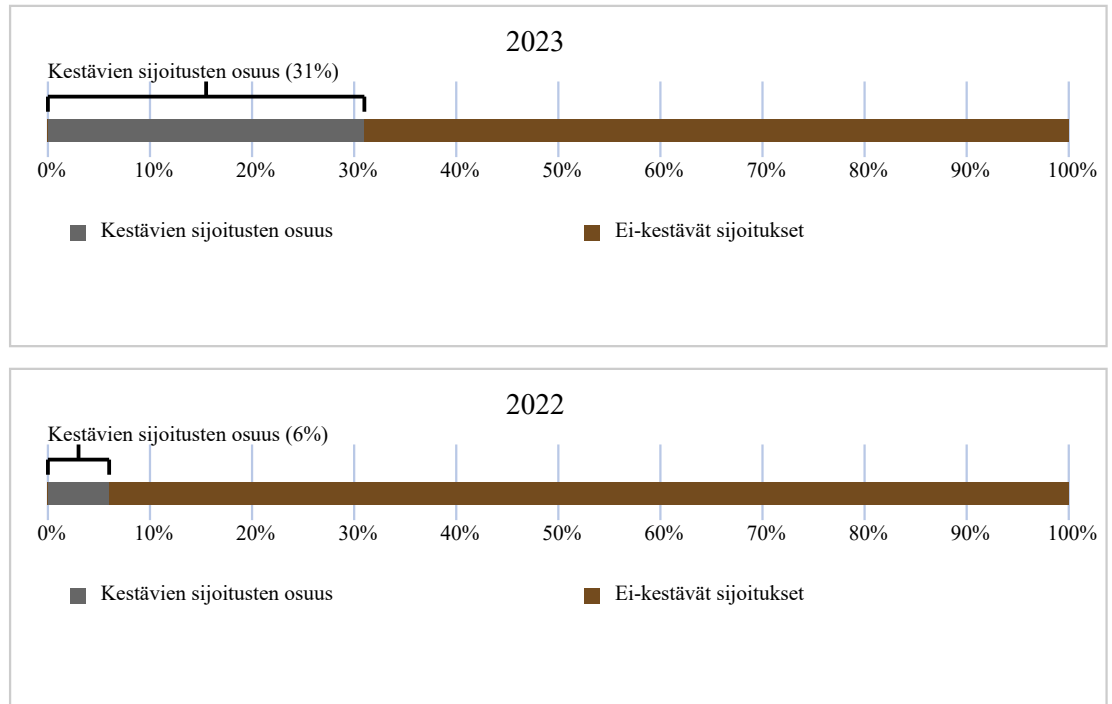 2023
Kestävien sijoitusten osuus (31%)
0% 10% 20% 30% 40% 50% 60% 70% 80% 90% 100%
Kestävien sijoitusten osuus Ei-kestävät sijoitukset
2022
Kestävien sijoitusten osuus (6%)
0% 10% 20% 30% 40% 50% 60% 70% 80% 90% 100%
Kestävien sijoitusten osuus Ei-kestävät sijoitukset